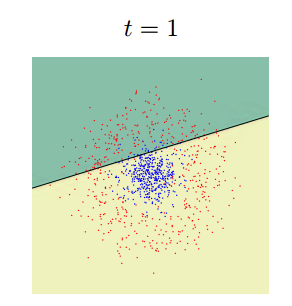 t = 1